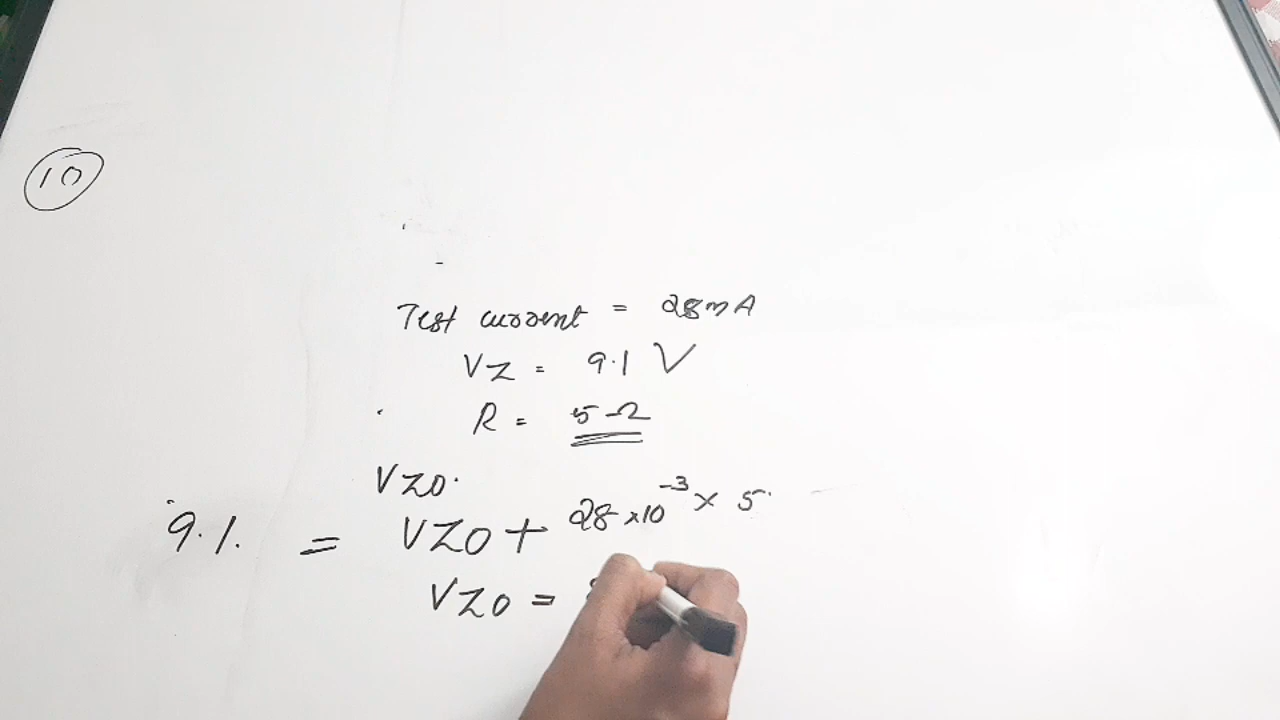 10
Test current = 28mA
VZ = 9.1 V
R = 5Ω
VZ0.
9.1. = VZ0 + 28×10⁻³ × 5
VZ0 =